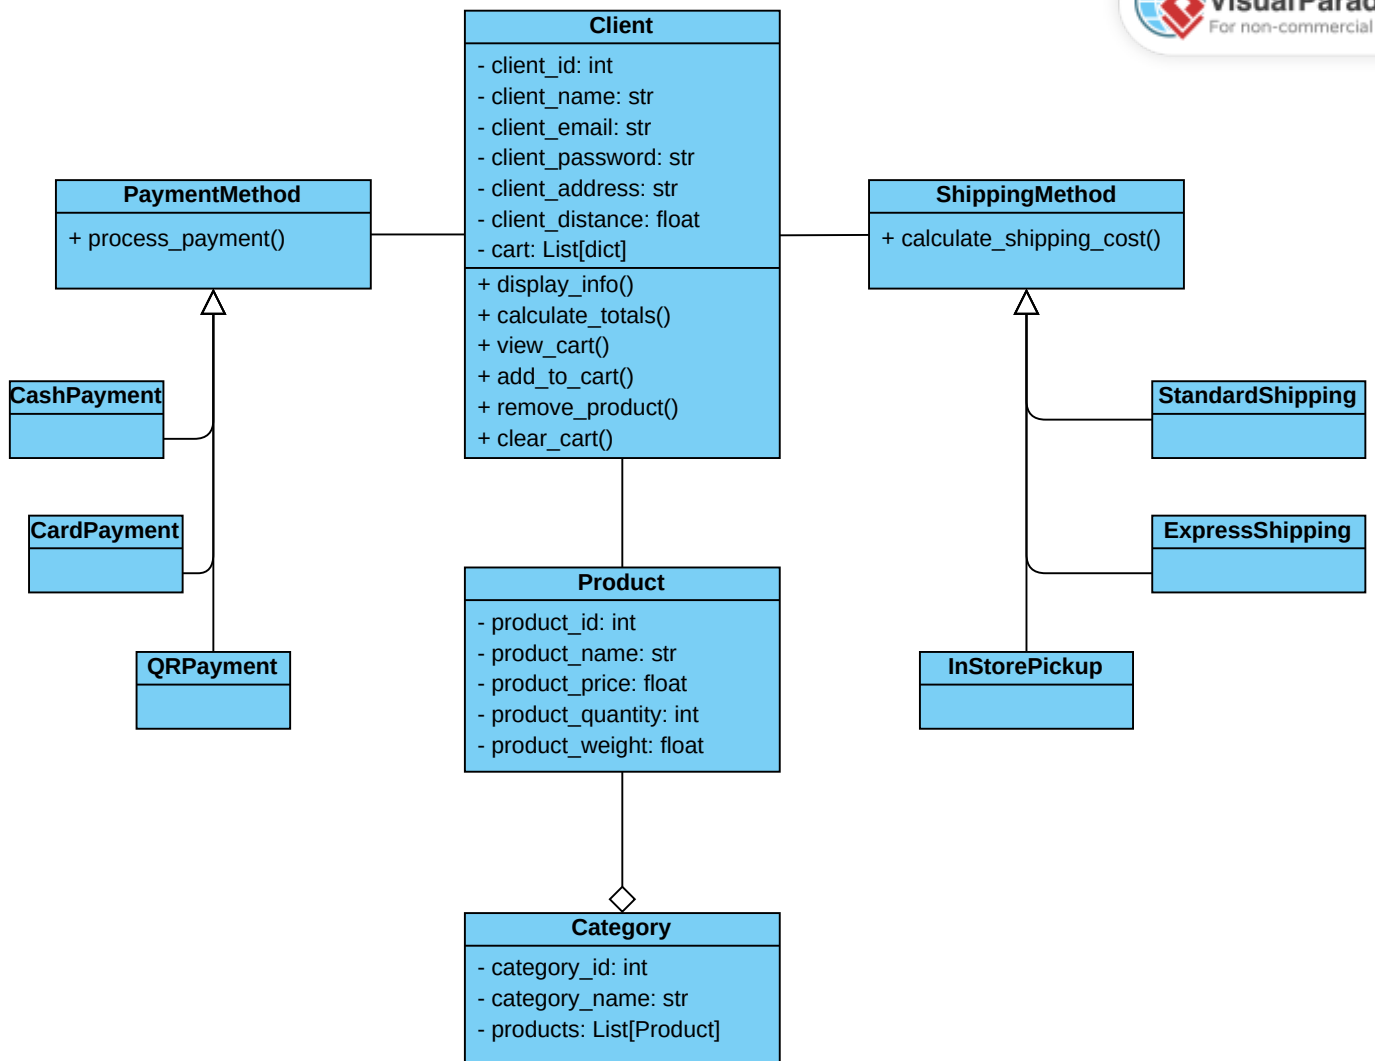 For non-commercial
Client
- client_id: int
- client_name: str
- client_email: str
- client_password: str
- client_address: str
- client_distance: float
- cart: List[dict]
+ display_info()
+ calculate_totals()
+ view_cart()
+ add_to_cart()
+ remove_product()
+ clear_cart()
PaymentMethod
+ process_payment()
ShippingMethod
+ calculate_shipping_cost()
CashPayment
CardPayment
QRPayment
StandardShipping
ExpressShipping
InStorePickup
Product
- product_id: int
- product_name: str
- product_price: float
- product_quantity: int
- product_weight: float
Category
- category_id: int
- category_name: str
- products: List[Product]